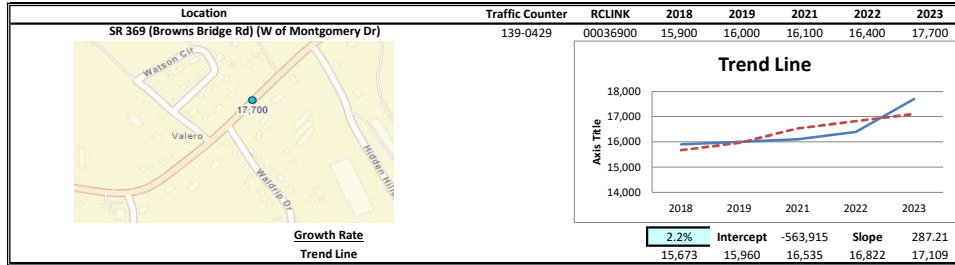 Location Traffic Counter RCLINK 2018 2019 2021 2022 2023
SR 369 (Browns Bridge Rd) (W of Montgomery Dr) 139-0429 00036900 15,900 16,000 16,100 16,400 17,700
Watson Cir
17,700
Valero
Waldrip Dr
Hidden Hills
Trend Line
Axis Title
18,000
17,000
16,000
15,000
14,000
2018 2019 2021 2022 2023
Growth Rate 2.2% Intercept -563,915 Slope 287.21
Trend Line 15,673 15,960 16,535 16,822 17,109